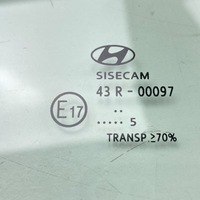 SISECAM
43 R - 00097
E17
..
..... 5
TRANSP.≥70%